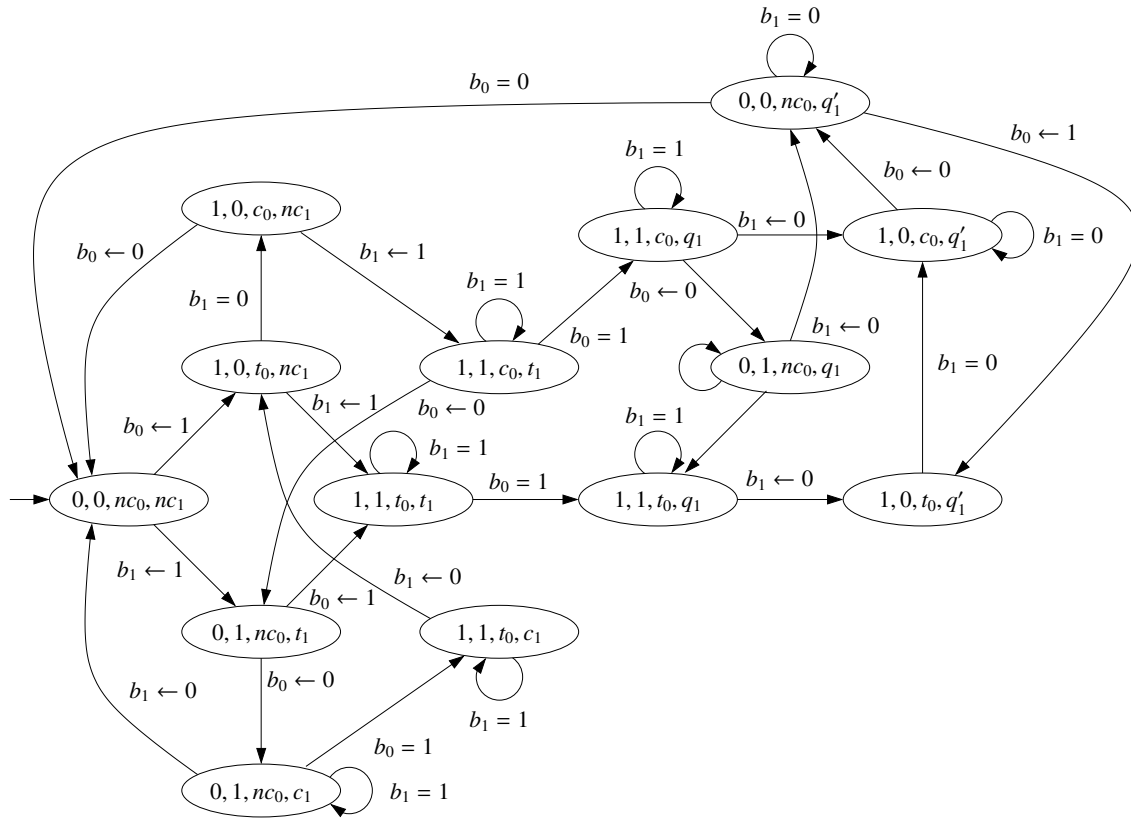 b₁ = 0
b₀ = 0
0, 0, nc₀, q′₁
b₀ ← 1
b₁ = 1
b₀ ← 0
1, 0, c₀, nc₁
1, 1, c₀, q₁
b₁ ← 0
1, 0, c₀, q′₁
b₁ = 0
b₀ ← 0
b₁ ← 1
b₁ = 1
b₀ ← 0
b₁ = 0
b₀ = 1
b₁ ← 0
1, 0, t₀, nc₁
1, 1, c₀, t₁
0, 1, nc₀, q₁
b₁ = 0
b₀ ← 1
b₁ ← 1
b₀ ← 0
b₁ = 1
b₁ = 1
0, 0, nc₀, nc₁
1, 1, t₀, t₁
b₀ = 1
1, 1, t₀, q₁
b₁ ← 0
1, 0, t₀, q′₁
b₁ ← 1
b₁ ← 0
b₀ ← 1
0, 1, nc₀, t₁
1, 1, t₀, c₁
b₁ ← 0
b₀ ← 0
b₁ = 1
b₀ = 1
0, 1, nc₀, c₁
b₁ = 1